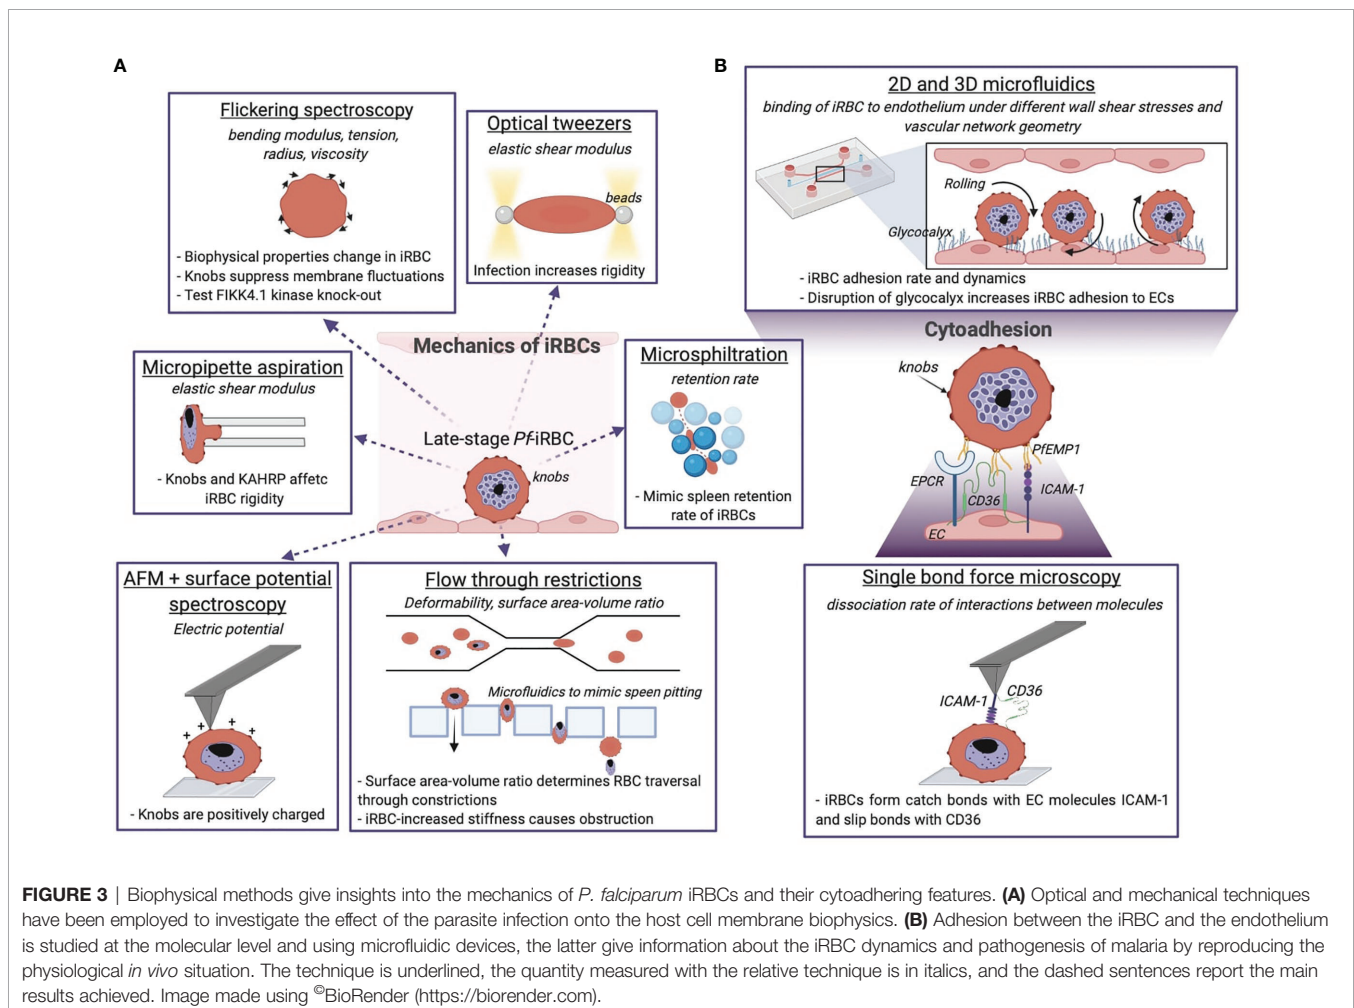 A
Flickering spectroscopy
bending modulus, tension,
radius, viscosity
- Biophysical properties change in iRBC
- Knobs suppress membrane fluctuations
- Test FIKK4.1 kinase knock-out
Optical tweezers
elastic shear modulus
beads
Infection increases rigidity
Micropipette aspiration
elastic shear modulus
- Knobs and KAHRP affetc
iRBC rigidity
Mechanics of iRBCs
Late-stage Pf-iRBC
knobs
Microsphiltration
retention rate
- Mimic spleen retention
rate of iRBCs
AFM + surface potential
spectroscopy
Electric potential
+ + + +
- Knobs are positively charged
Flow through restrictions
Deformability, surface area-volume ratio
Microfluidics to mimic speen pitting
- Surface area-volume ratio determines RBC traversal
through constrictions
- iRBC-increased stiffness causes obstruction
B
2D and 3D microfluidics
binding of iRBC to endothelium under different wall shear stresses and
vascular network geometry
Rolling
Glycocalyx
- iRBC adhesion rate and dynamics
- Disruption of glycocalyx increases iRBC adhesion to ECs
Cytoadhesion
knobs
PfEMP1
EPCR
CD36
ICAM-1
EC
Single bond force microscopy
dissociation rate of interactions between molecules
ICAM-1
CD36
- iRBCs form catch bonds with EC molecules ICAM-1
and slip bonds with CD36
FIGURE 3 | Biophysical methods give insights into the mechanics of P. falciparum iRBCs and their cytoadhering features. (A) Optical and mechanical techniques
have been employed to investigate the effect of the parasite infection onto the host cell membrane biophysics. (B) Adhesion between the iRBC and the endothelium
is studied at the molecular level and using microfluidic devices, the latter give information about the iRBC dynamics and pathogenesis of malaria by reproducing the
physiological in vivo situation. The technique is underlined, the quantity measured with the relative technique is in italics, and the dashed sentences report the main
results achieved. Image made using ©BioRender (https://biorender.com).